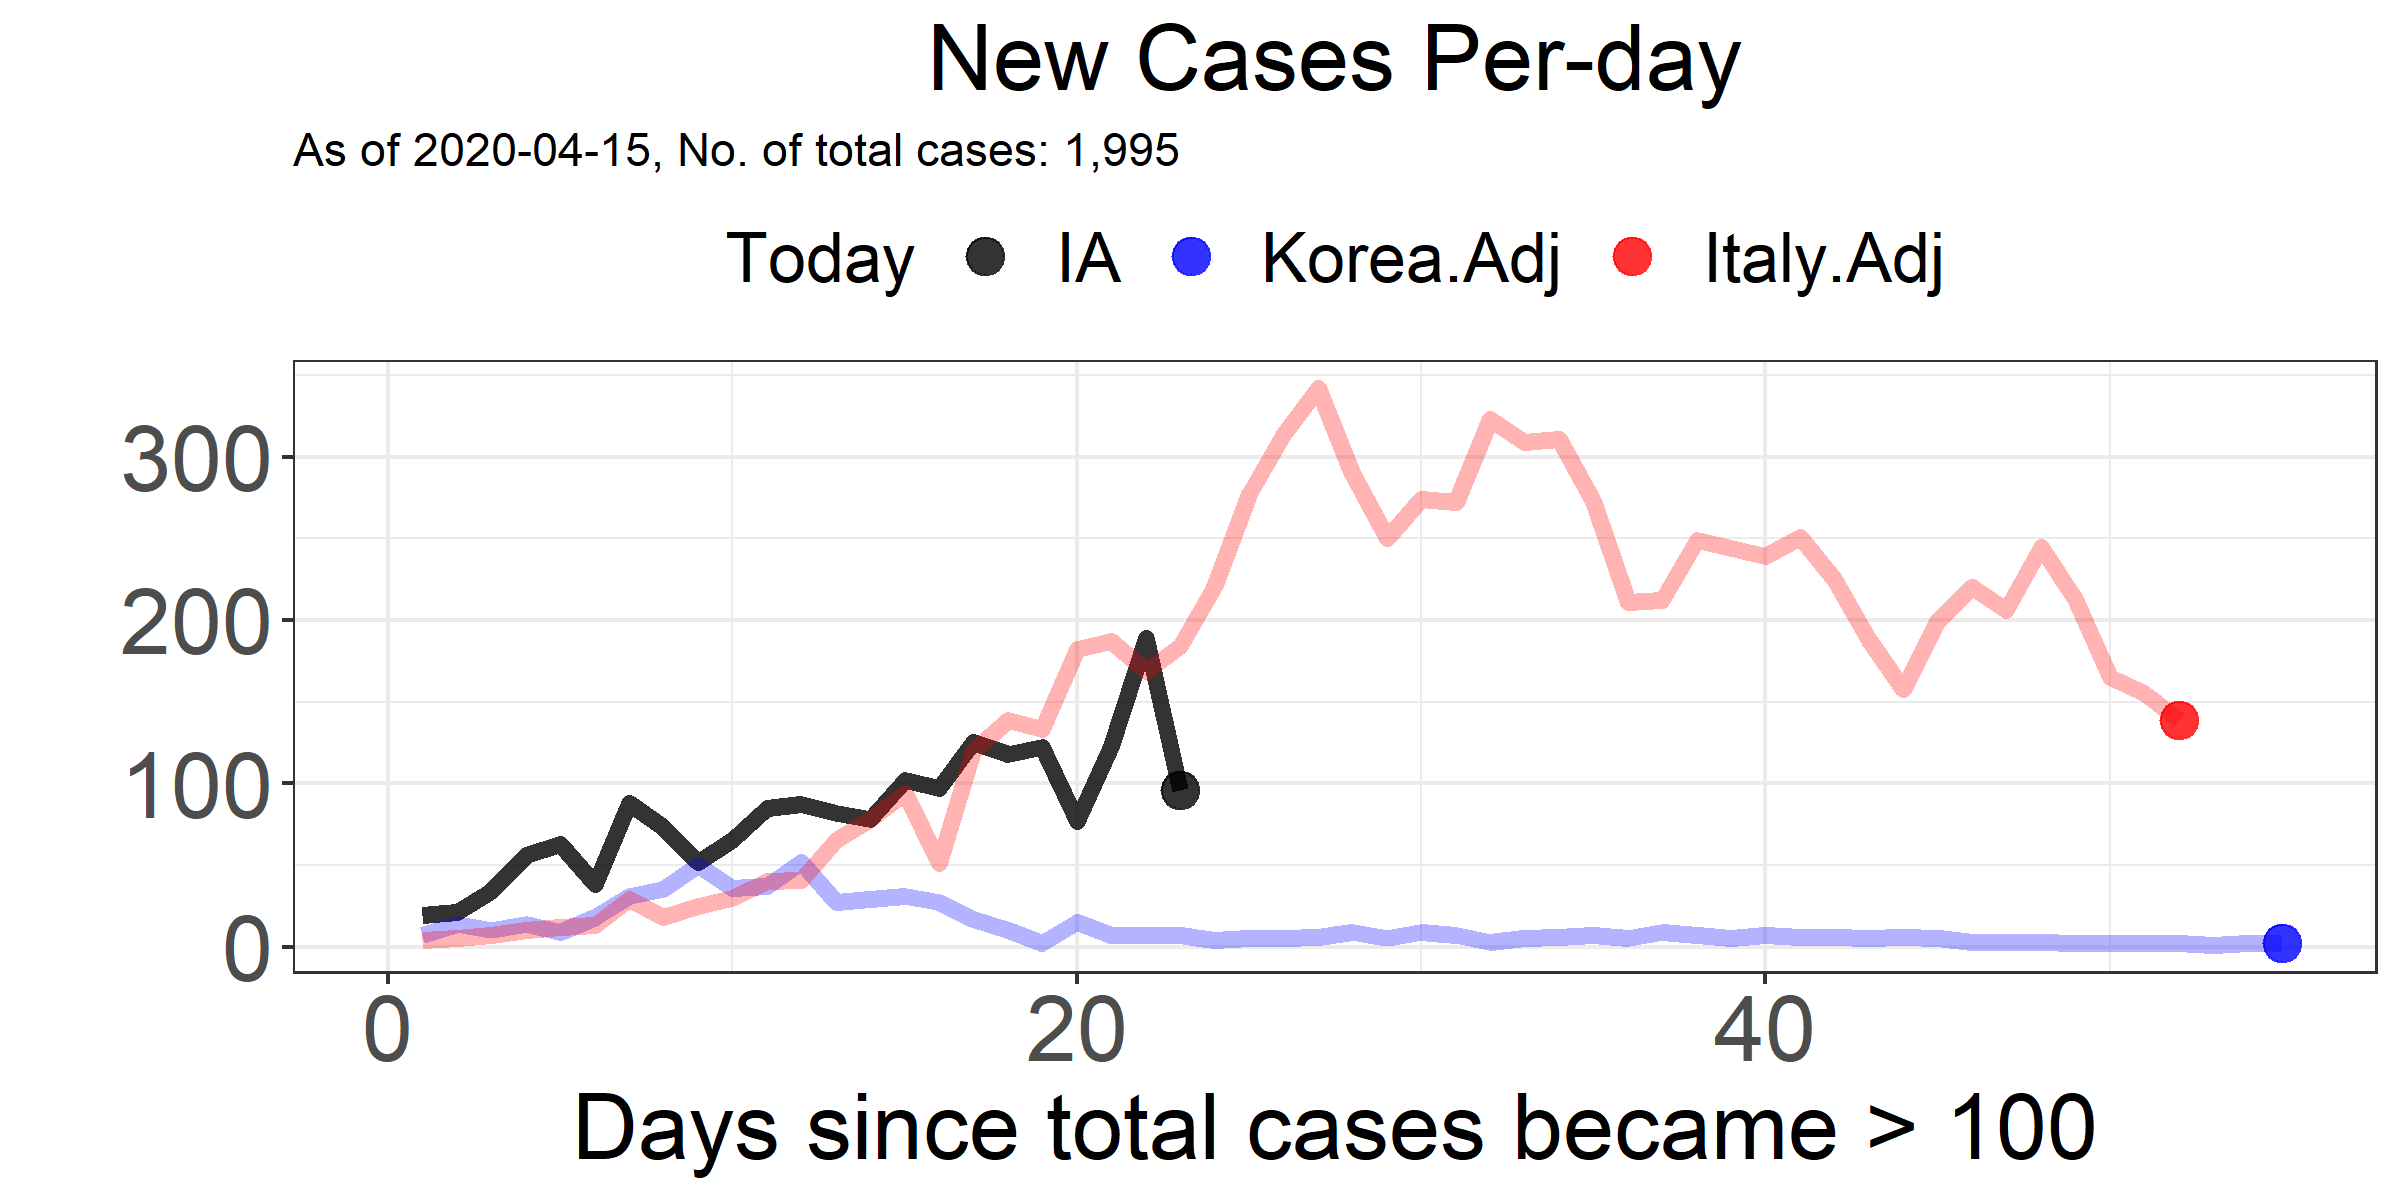 New Cases Per-day
As of 2020-04-15, No. of total cases: 1,995
Today IA Korea.Adj Italy.Adj
300
200
100
0
0 20 40
Days since total cases became > 100